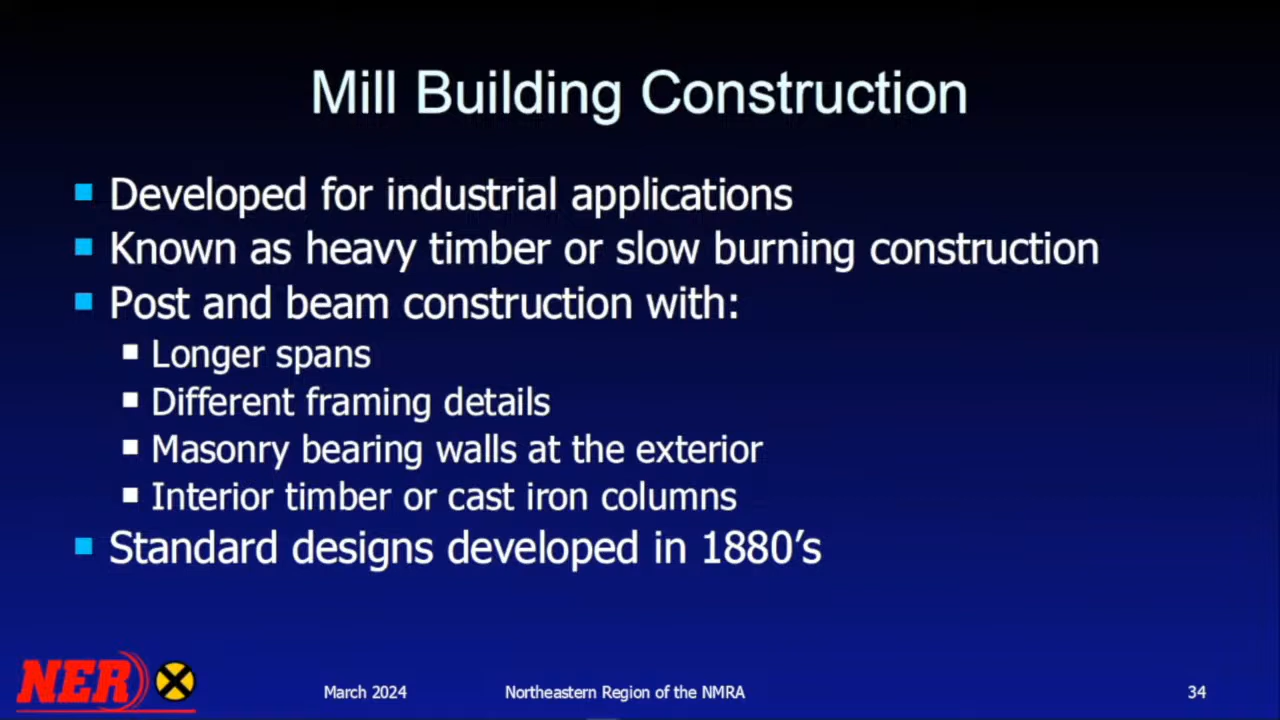 Mill Building Construction
Developed for industrial applications
Known as heavy timber or slow burning construction
Post and beam construction with:
Longer spans
Different framing details
Masonry bearing walls at the exterior
Interior timber or cast iron columns
Standard designs developed in 1880’s
NER
March 2024
Northeastern Region of the NMRA
34